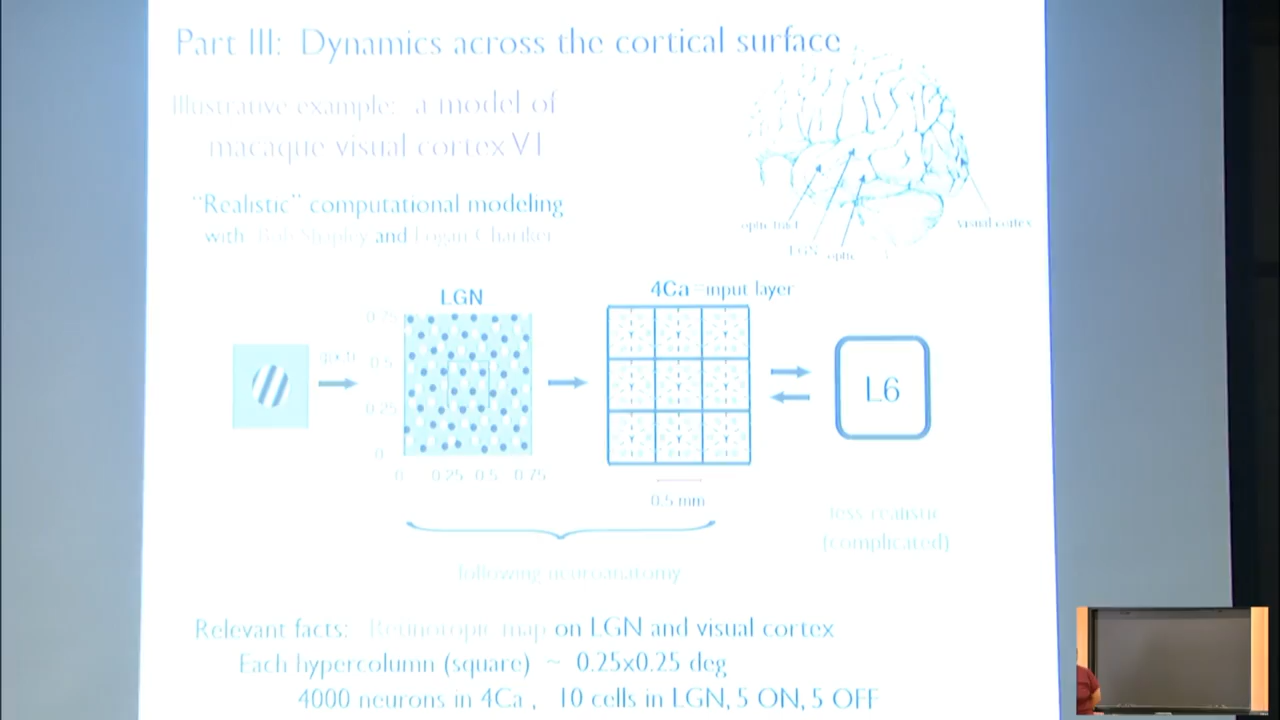 Part III: Dynamics across the cortical surface
Illustrative example: a model of
macaque visual cortex V1
"Realistic" computational modeling
with Bob Shapley and Logan Chariker
optic tract
LGN
optic
visual cortex
LGN
4Ca =input layer
0.75
0.5
0.25
0
0 0.25 0.5 0.75
L6
0.5 mm
less realistic
(complicated)
following neuroanatomy
Relevant facts: Retinotopic map on LGN and visual cortex
Each hypercolumn (square) ~ 0.25x0.25 deg
4000 neurons in 4Ca , 10 cells in LGN, 5 ON, 5 OFF